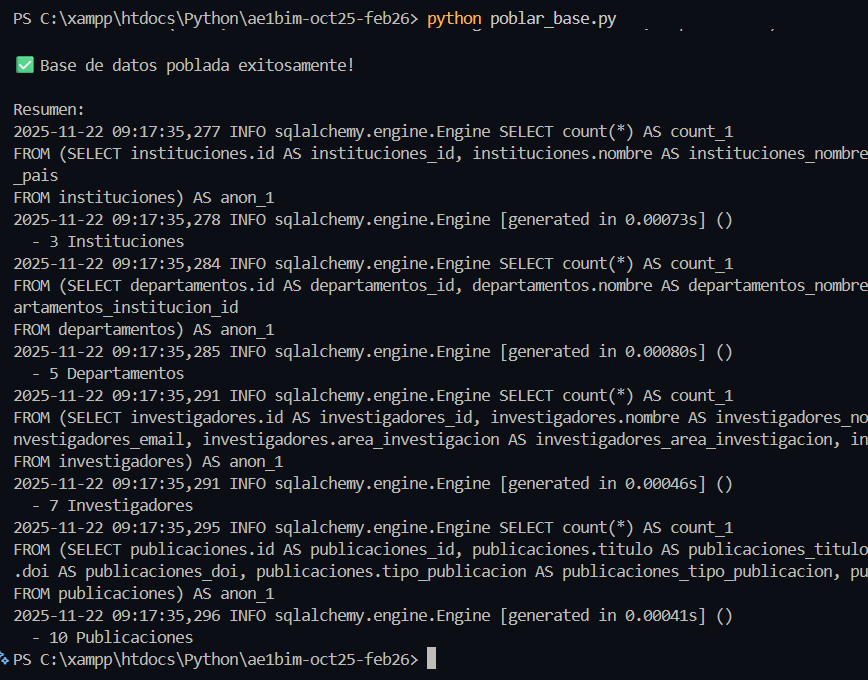 PS C:\xampp\htdocs\Python\ae1bim-oct25-feb26> python poblar_base.py
✅ Base de datos poblada exitosamente!
Resumen:
2025-11-22 09:17:35,277 INFO sqlalchemy.engine.Engine SELECT count(*) AS count_1
FROM (SELECT instituciones.id AS instituciones_id, instituciones.nombre AS instituciones_nombre
_pais
FROM instituciones) AS anon_1
2025-11-22 09:17:35,278 INFO sqlalchemy.engine.Engine [generated in 0.00073s] ()
- 3 Instituciones
2025-11-22 09:17:35,284 INFO sqlalchemy.engine.Engine SELECT count(*) AS count_1
FROM (SELECT departamentos.id AS departamentos_id, departamentos.nombre AS departamentos_nombre
artamentos_institucion_id
FROM departamentos) AS anon_1
2025-11-22 09:17:35,285 INFO sqlalchemy.engine.Engine [generated in 0.00080s] ()
- 5 Departamentos
2025-11-22 09:17:35,291 INFO sqlalchemy.engine.Engine SELECT count(*) AS count_1
FROM (SELECT investigadores.id AS investigadores_id, investigadores.nombre AS investigadores_no
nvestigadores_email, investigadores.area_investigacion AS investigadores_area_investigacion, in
FROM investigadores) AS anon_1
2025-11-22 09:17:35,291 INFO sqlalchemy.engine.Engine [generated in 0.00046s] ()
- 7 Investigadores
2025-11-22 09:17:35,295 INFO sqlalchemy.engine.Engine SELECT count(*) AS count_1
FROM (SELECT publicaciones.id AS publicaciones_id, publicaciones.titulo AS publicaciones_titulo
.doi AS publicaciones_doi, publicaciones.tipo_publicacion AS publicaciones_tipo_publicacion, pu
FROM publicaciones) AS anon_1
2025-11-22 09:17:35,296 INFO sqlalchemy.engine.Engine [generated in 0.00041s] ()
- 10 Publicaciones
PS C:\xampp\htdocs\Python\ae1bim-oct25-feb26>